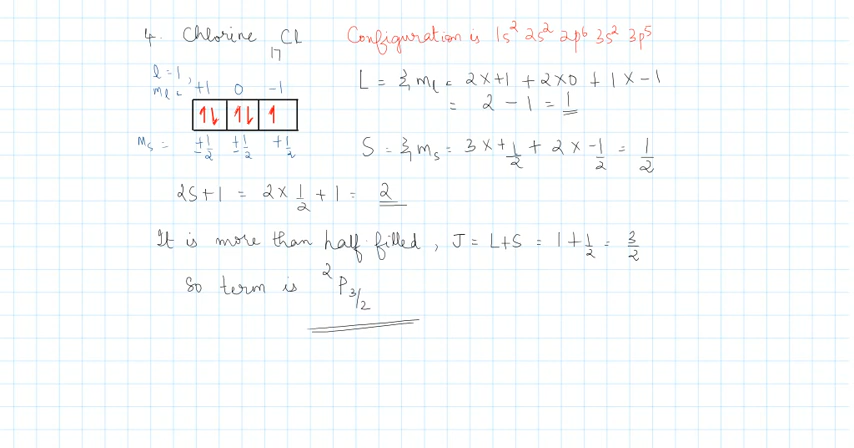 4. Chlorine Cl Configuration is 1s² 2s² 2p⁶ 3s² 3p⁵
17
l=1,
mₗ = +1 0 -1
L = Σ mₗ = 2×+1 + 2×0 + 1×-1
= 2 - 1 = 1
↑↓ ↑↓ ↑
mₛ = ±1/2 ±1/2 +1/2
S = Σ mₛ = 3×+1/2 + 2×-1/2 = 1/2
2S+1 = 2×1/2 + 1 = 2
It is more than half filled, J = L+S = 1 + 1/2 = 3/2
So term is ²P₃/₂